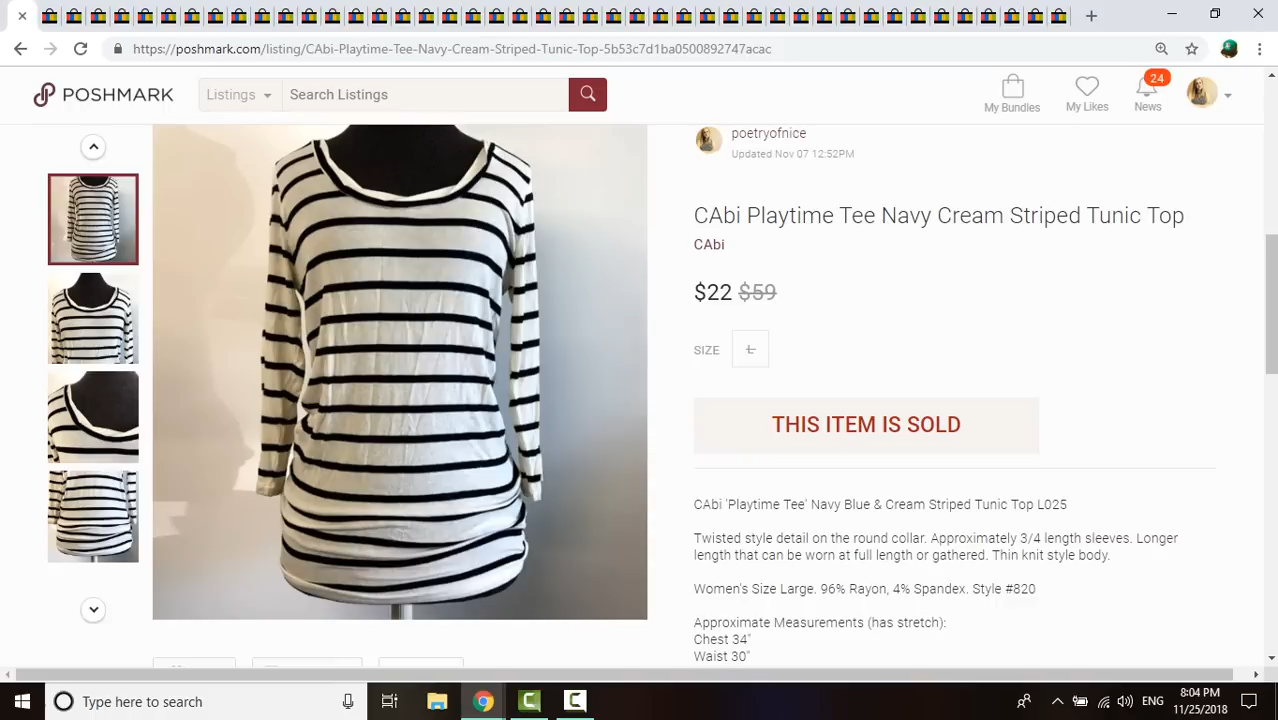 https://poshmark.com/listing/CAbi-Playtime-Tee-Navy-Cream-Striped-Tunic-Top-5b53c7d1ba0500892747acac
POSHMARK
Listings
Search Listings
My Bundles
My Likes
24
News
poetryofnice
Updated Nov 07 12:52PM
CAbi Playtime Tee Navy Cream Striped Tunic Top
CAbi
$22 $59
SIZE L
THIS ITEM IS SOLD
CAbi 'Playtime Tee' Navy Blue & Cream Striped Tunic Top L025
Twisted style detail on the round collar. Approximately 3/4 length sleeves. Longer
length that can be worn at full length or gathered. Thin knit style body.
Women's Size Large. 96% Rayon, 4% Spandex. Style #820
Approximate Measurements (has stretch):
Chest 34"
Waist 30"
Type here to search
ENG
8:04 PM
11/25/2018